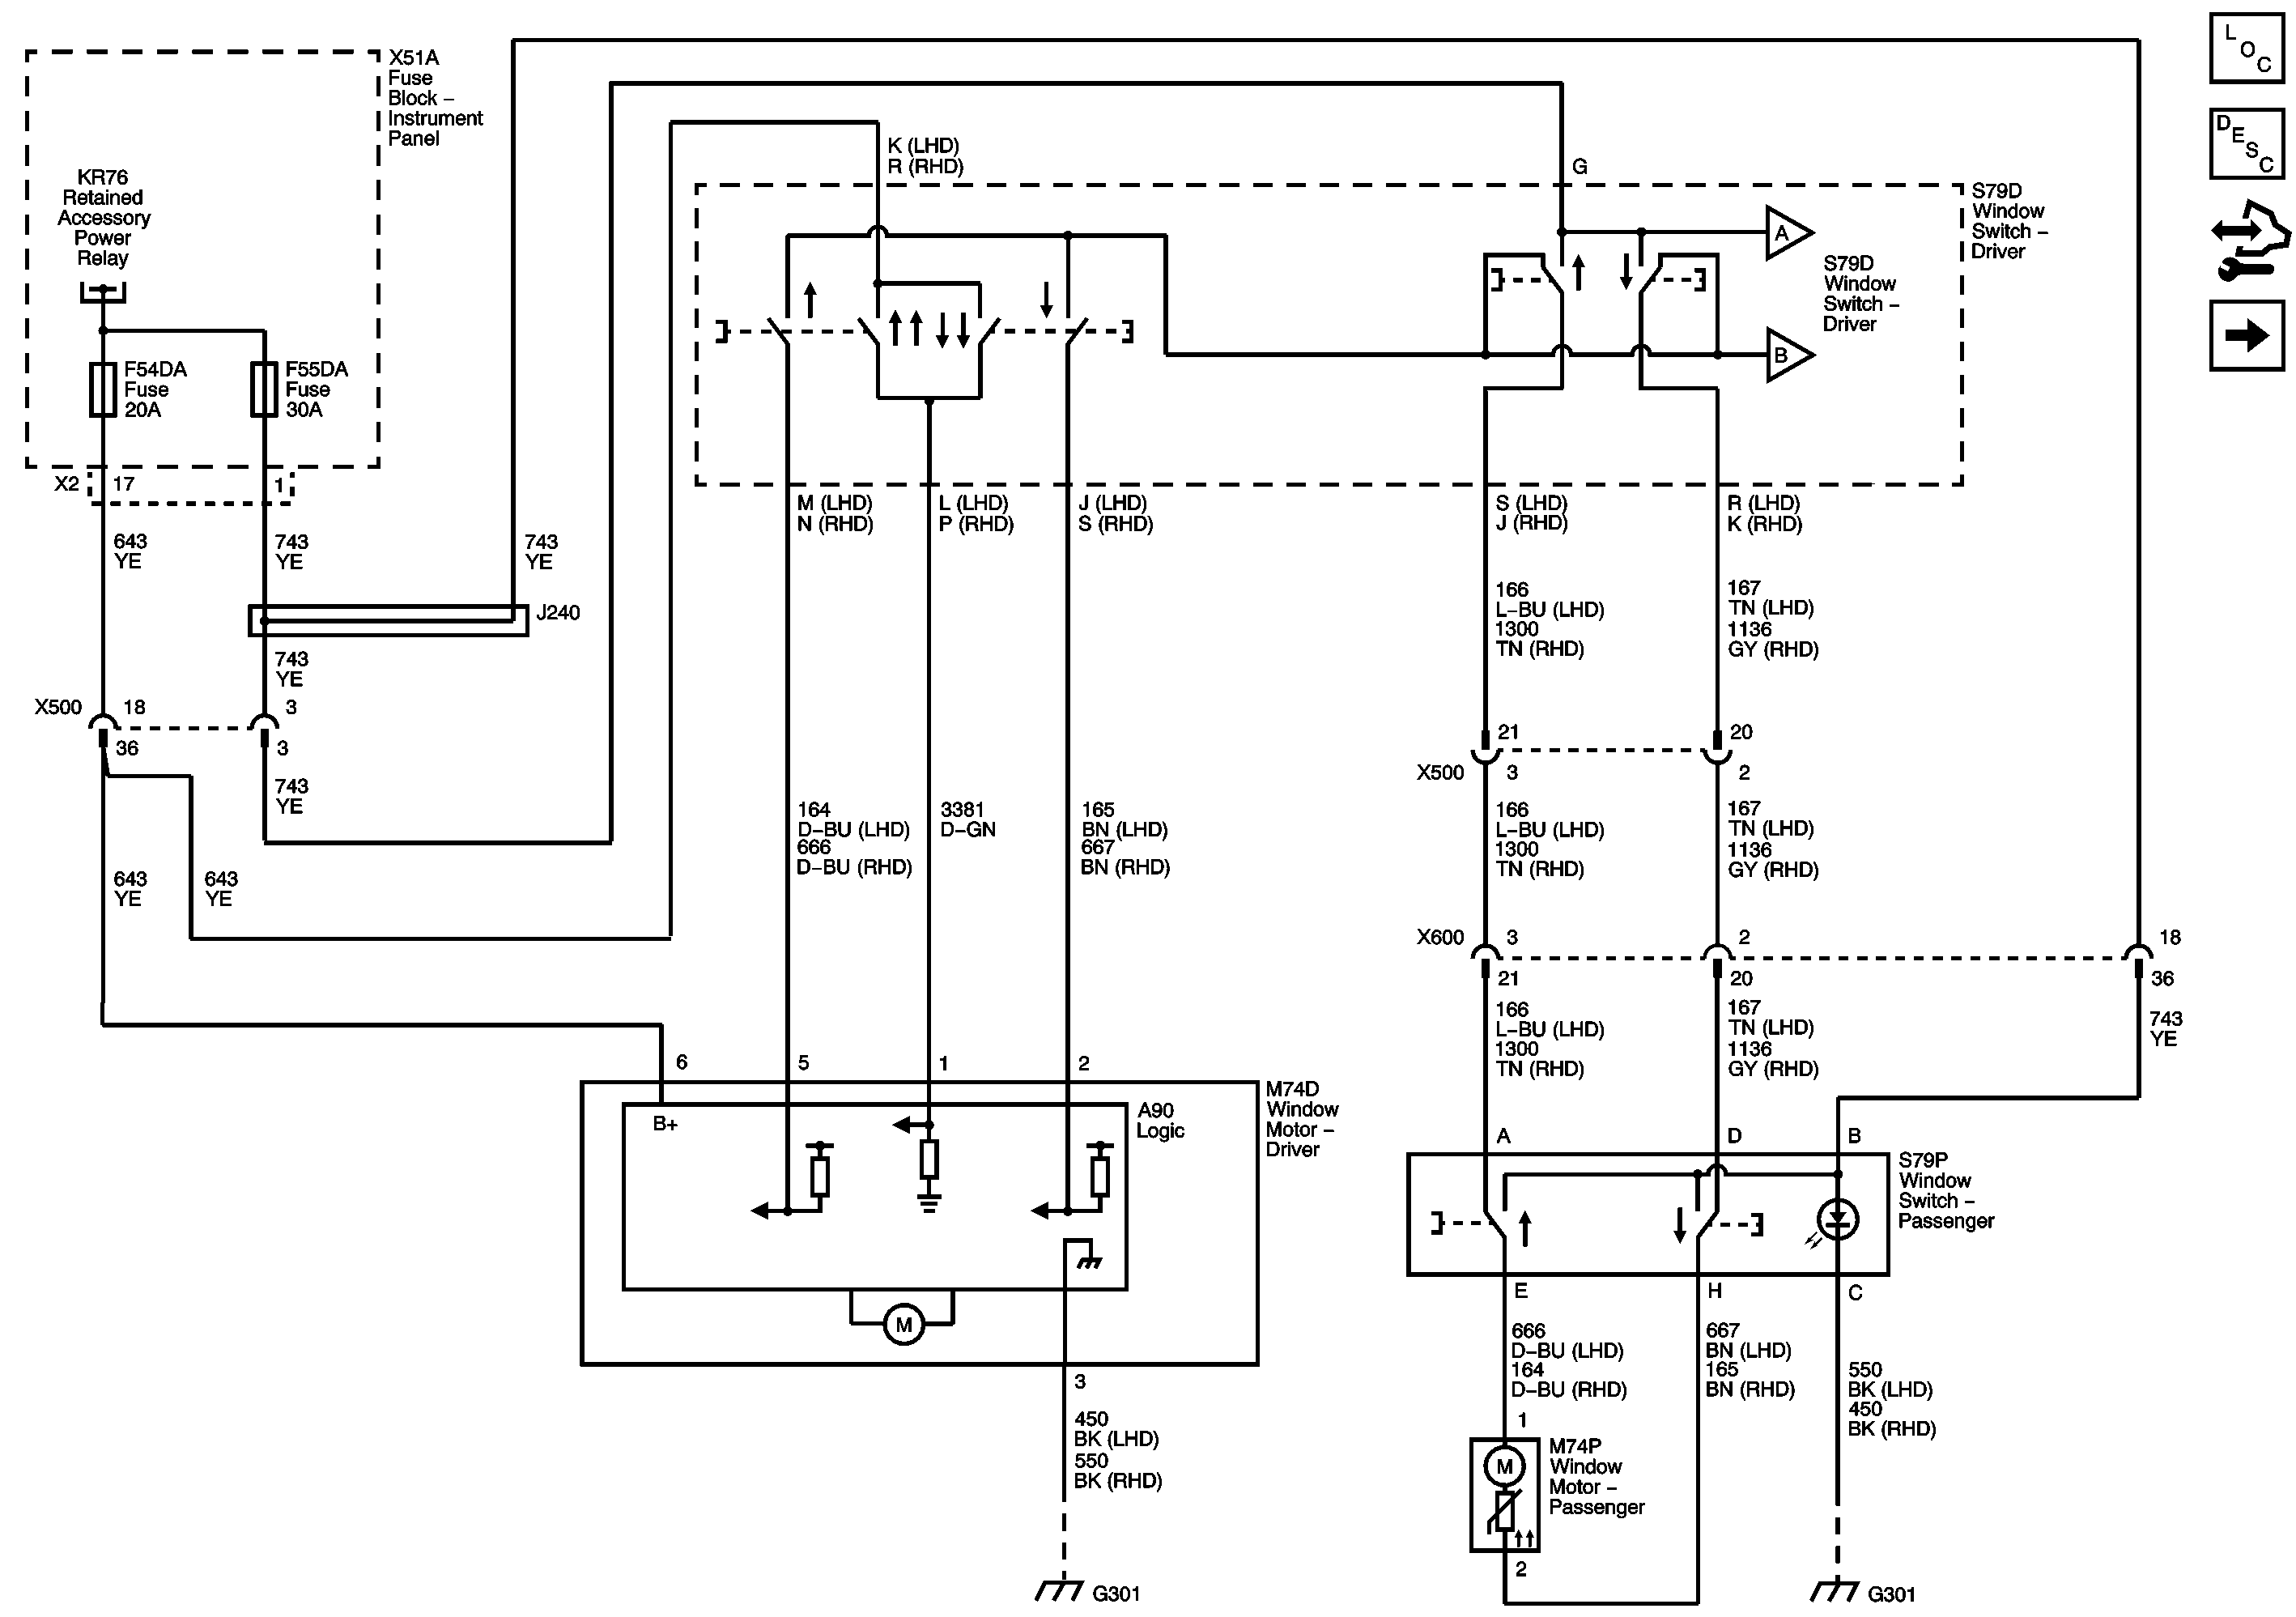 L O C
D E S C
X51A
Fuse
Block –
Instrument
Panel
KR76
Retained
Accessory
Power
Relay
F54DA
Fuse
20A
F55DA
Fuse
30A
X2
17
1
643
YE
743
YE
743
YE
J240
743
YE
X500
18
3
36
3
743
YE
643
YE
643
YE
K (LHD)
R (RHD)
G
S79D
Window
Switch –
Driver
A
S79D
Window
Switch –
Driver
B
M (LHD)
N (RHD)
L (LHD)
P (RHD)
J (LHD)
S (RHD)
S (LHD)
J (RHD)
R (LHD)
K (RHD)
164
D–BU (LHD)
666
D–BU (RHD)
3381
D–GN
165
BN (LHD)
667
BN (RHD)
166
L–BU (LHD)
1300
TN (RHD)
167
TN (LHD)
1136
GY (RHD)
21
20
X500
3
2
166
L–BU (LHD)
1300
TN (RHD)
167
TN (LHD)
1136
GY (RHD)
X600
3
2
18
21
20
36
166
L–BU (LHD)
1300
TN (RHD)
167
TN (LHD)
1136
GY (RHD)
743
YE
6
5
1
2
B+
A90
Logic
M74D
Window
Motor –
Driver
M
3
450
BK (LHD)
550
BK (RHD)
G301
A
D
B
S79P
Window
Switch –
Passenger
E
H
C
666
D–BU (LHD)
164
D–BU (RHD)
667
BN (LHD)
165
BN (RHD)
550
BK (LHD)
450
BK (RHD)
1
M
M74P
Window
Motor –
Passenger
2
G301